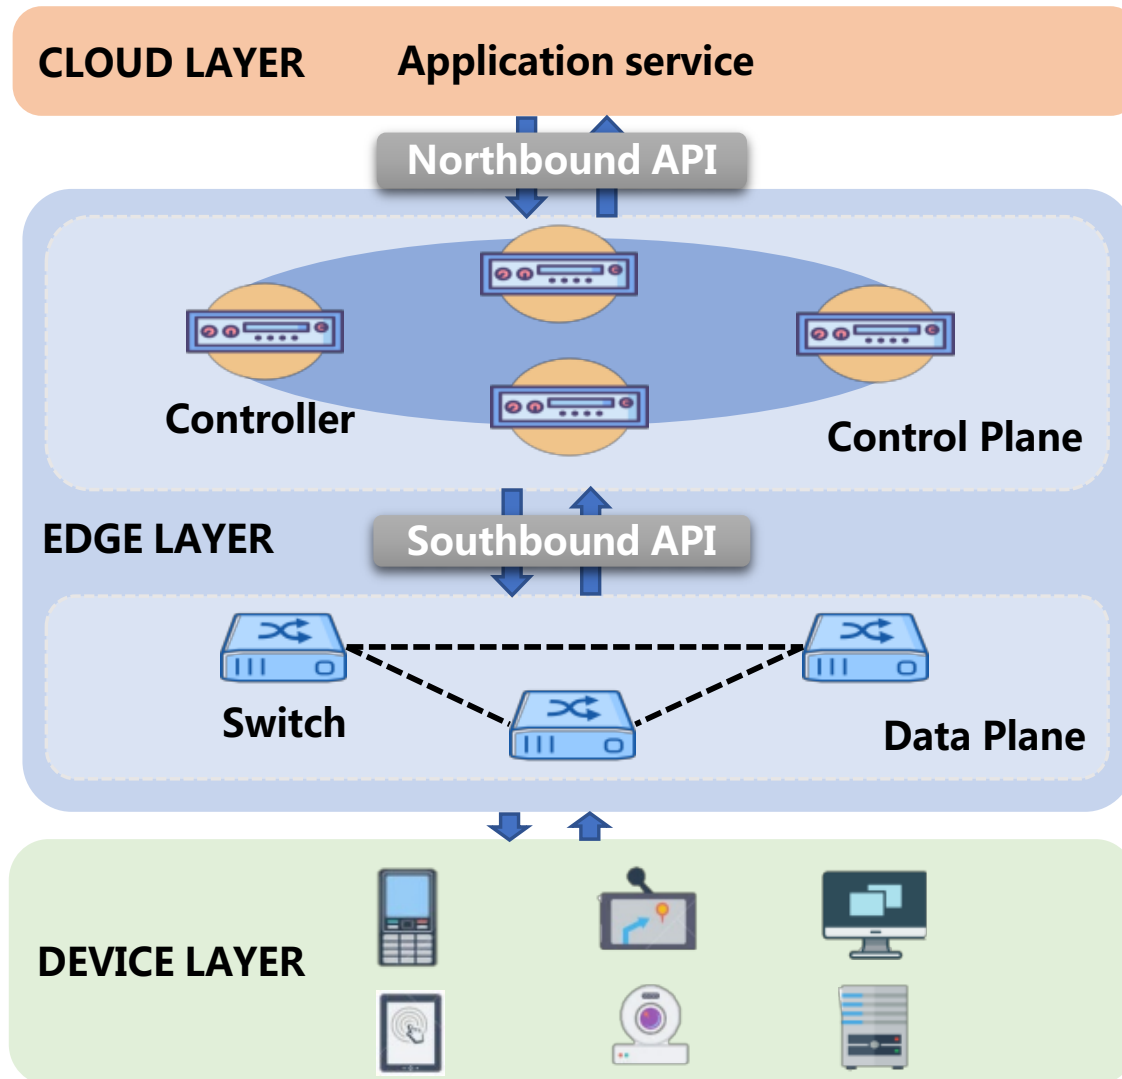 CLOUD LAYER
Application service
Northbound API
Controller
Control Plane
EDGE LAYER
Southbound API
Switch
Data Plane
DEVICE LAYER